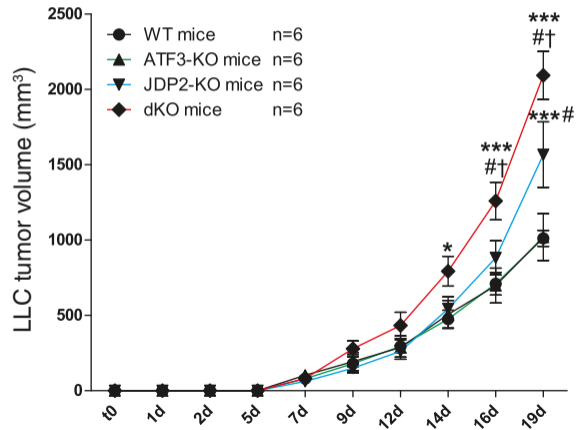 2500
2000
1500
1000
500
0
LLC tumor volume (mm³)
WT mice n=6
ATF3-KO mice n=6
JDP2-KO mice n=6
dKO mice n=6
***
#†
***#
***
#†
*
t0 1d 2d 5d 7d 9d 12d 14d 16d 19d